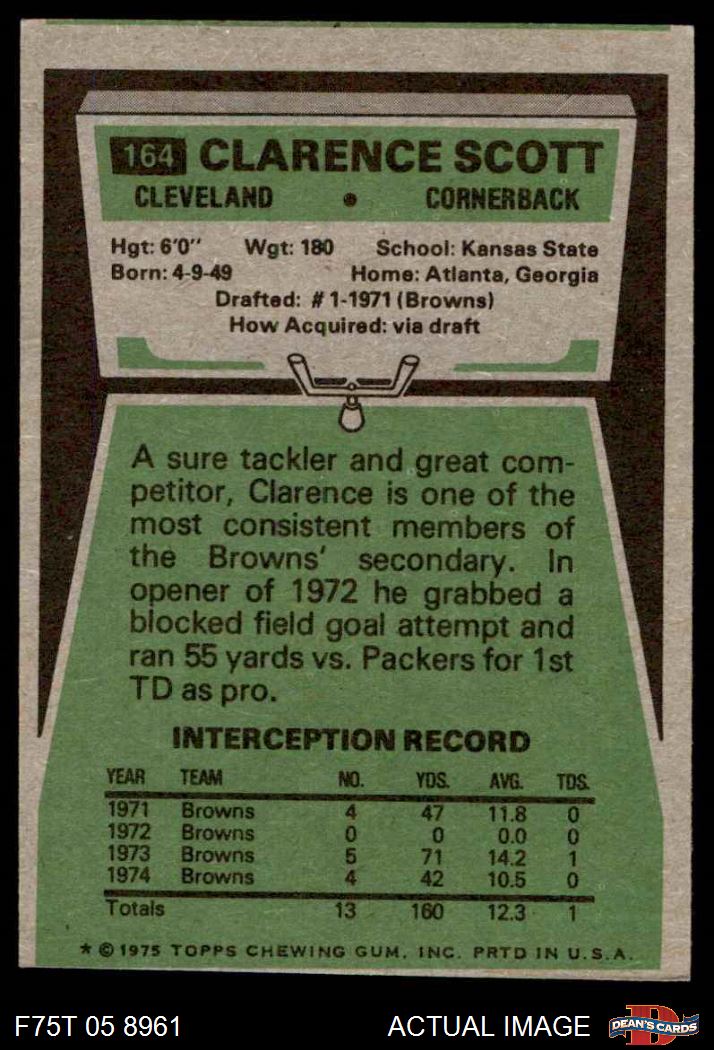 164 CLARENCE SCOTT
CLEVELAND • CORNERBACK
Hgt: 6'0" Wgt: 180 School: Kansas State
Born: 4-9-49 Home: Atlanta, Georgia
Drafted: #1-1971 (Browns)
How Acquired: via draft
A sure tackler and great com-
petitor, Clarence is one of the
most consistent members of
the Browns' secondary. In
opener of 1972 he grabbed a
blocked field goal attempt and
ran 55 yards vs. Packers for 1st
TD as pro.
INTERCEPTION RECORD
YEAR TEAM NO. YDS. AVG. TDS.
1971 Browns 4 47 11.8 0
1972 Browns 0 0 0.0 0
1973 Browns 5 71 14.2 1
1974 Browns 4 42 10.5 0
Totals 13 160 12.3 1
* © 1975 TOPPS CHEWING GUM, INC. PRTD IN U.S.A.
F75T 05 8961 ACTUAL IMAGE D DEAN'S CARDS